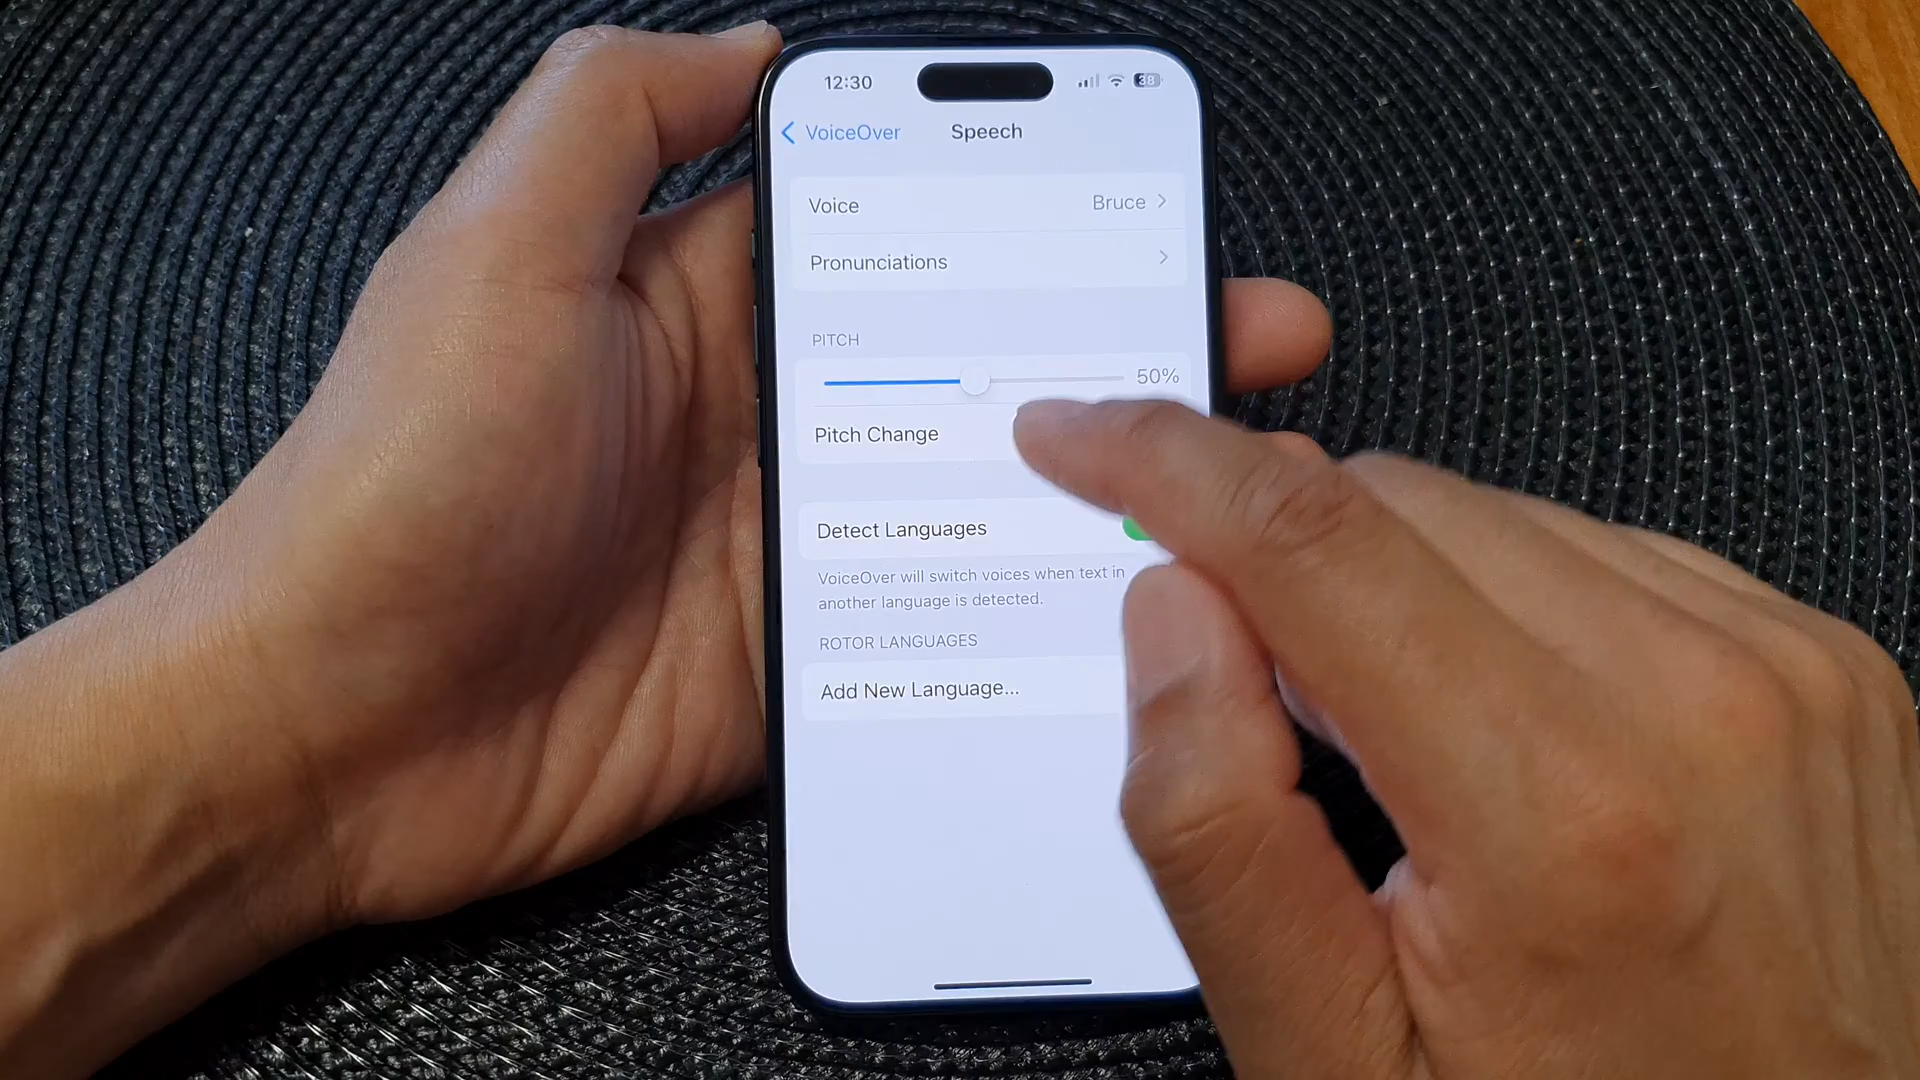 12:30
38
VoiceOver
Speech
Voice
Bruce
Pronunciations
PITCH
50%
Pitch Change
Detect Languages
VoiceOver will switch voices when text in
another language is detected.
ROTOR LANGUAGES
Add New Language...